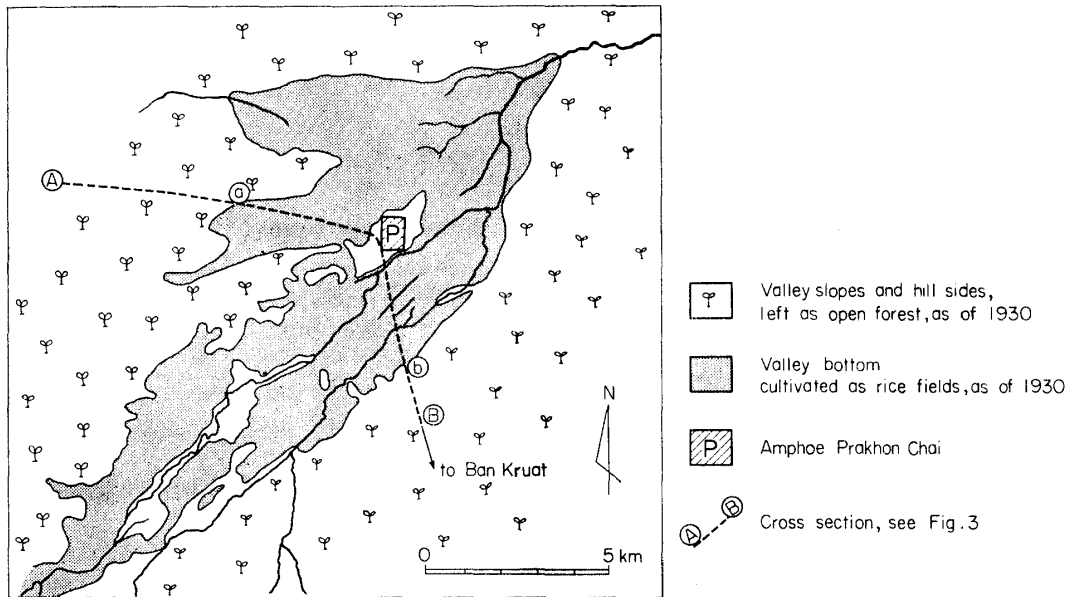 A
a
P
b
B
to Ban Kruat
N
0 5 km
Valley slopes and hill sides,
left as open forest, as of 1930
Valley bottom
cultivated as rice fields, as of 1930
P Amphoe Prakhon Chai
A B Cross section, see Fig. 3